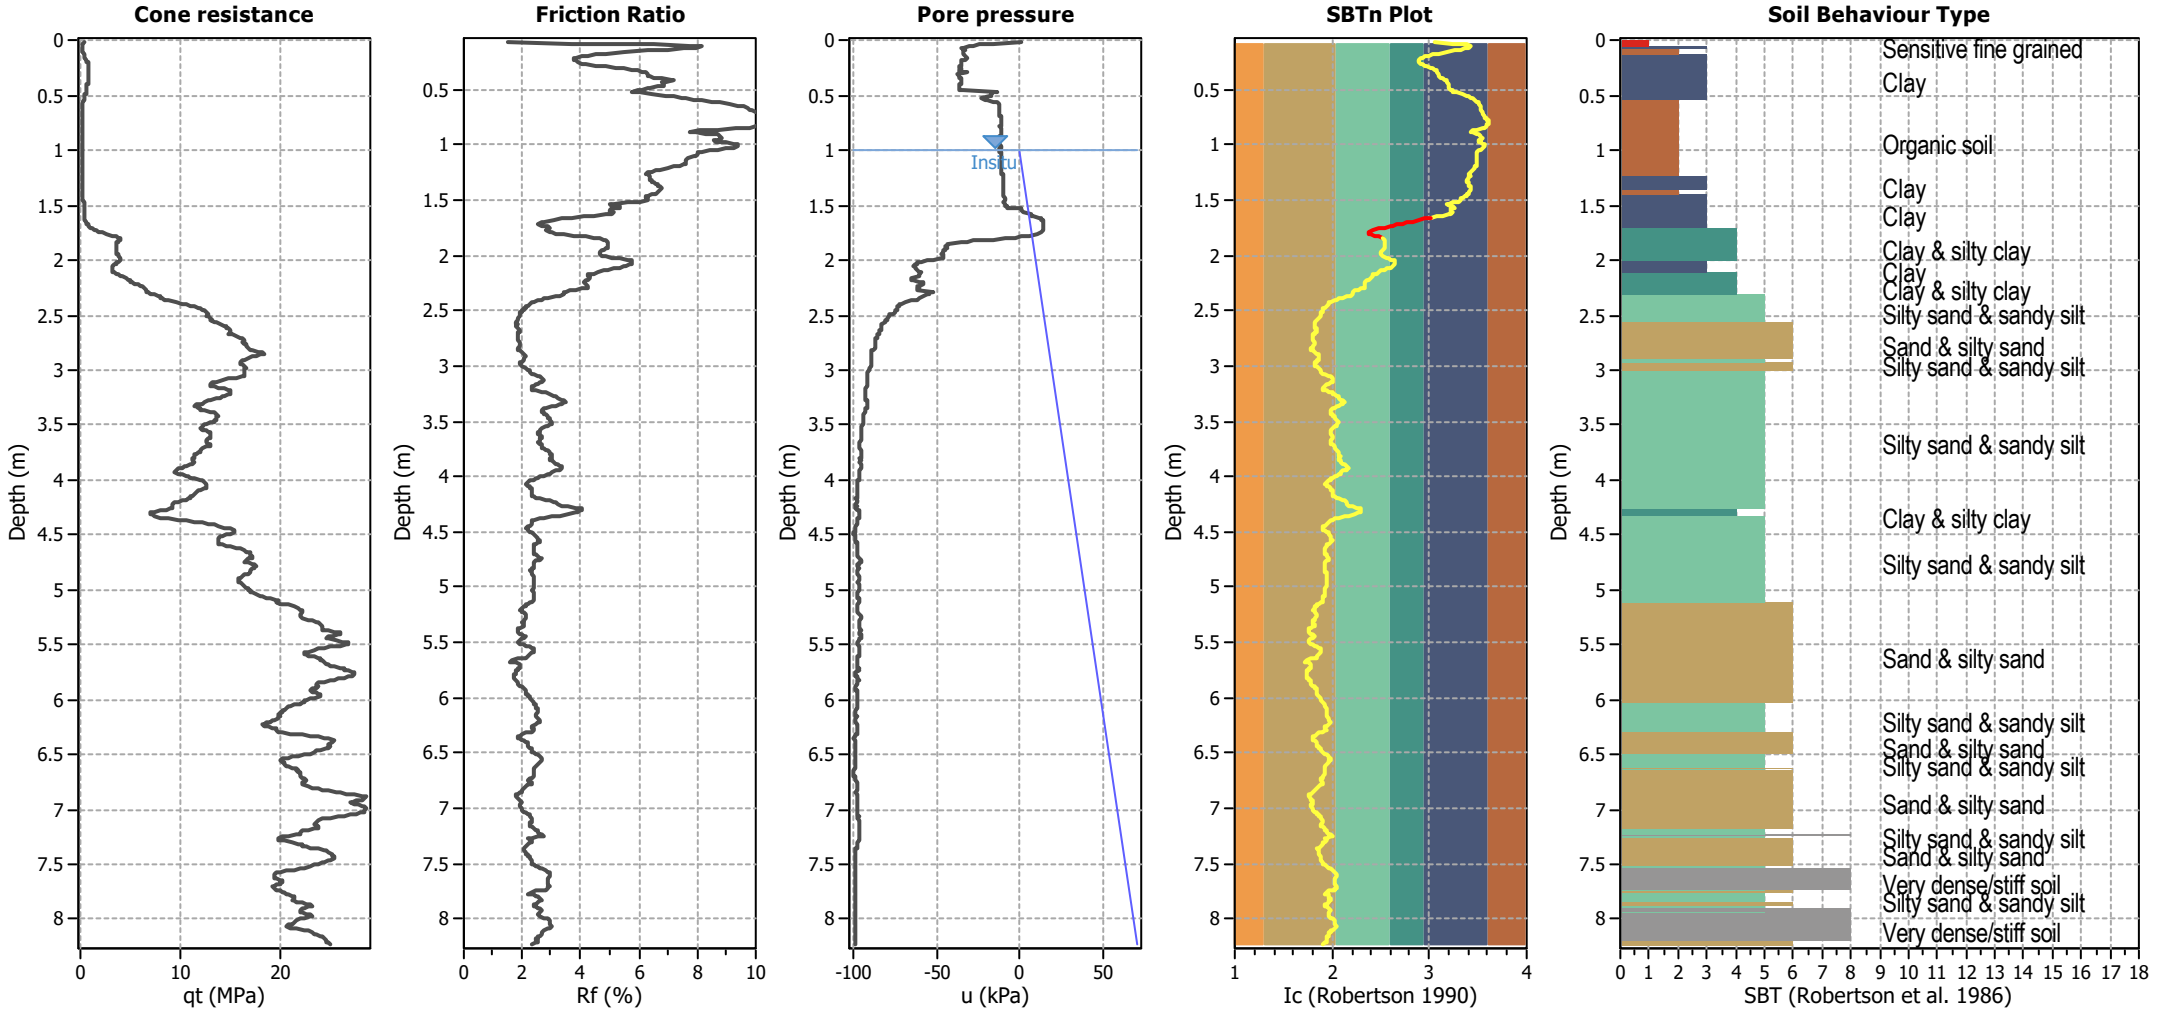 Cone resistance
Friction Ratio
Pore pressure
SBTn Plot
Soil Behaviour Type
0
0.5
1
1.5
2
2.5
3
3.5
4
4.5
5
5.5
6
6.5
7
7.5
8
Depth (m)
0 10 20
qt (MPa)
0.5
1
1.5
2
2.5
3
3.5
4
4.5
5
5.5
6
6.5
7
7.5
8
Depth (m)
0 2 4 6 8 10
Rf (%)
0
0.5
1
1.5
2
2.5
3
3.5
4
4.5
5
5.5
6
6.5
7
7.5
8
Depth (m)
Insitu
-100 -50 0 50
u (kPa)
0.5
1
1.5
2
2.5
3
3.5
4
4.5
5
5.5
6
6.5
7
7.5
8
Depth (m)
1 2 3 4
Ic (Robertson 1990)
0
0.5
1
1.5
2
2.5
3
3.5
4
4.5
5
5.5
6
6.5
7
7.5
8
Depth (m)
Sensitive fine grained
Clay
Organic soil
Clay
Clay
Clay & silty clay
Clay
Clay & silty clay
Silty sand & sandy silt
Sand & silty sand
Silty sand & sandy silt
Silty sand & sandy silt
Clay & silty clay
Silty sand & sandy silt
Sand & silty sand
Silty sand & sandy silt
Sand & silty sand
Silty sand & sandy silt
Sand & silty sand
Silty sand & sandy silt
Sand & silty sand
Very dense/stiff soil
Silty sand & sandy silt
Very dense/stiff soil
0 1 2 3 4 5 6 7 8 9 10 11 12 13 14 15 16 17 18
SBT (Robertson et al. 1986)